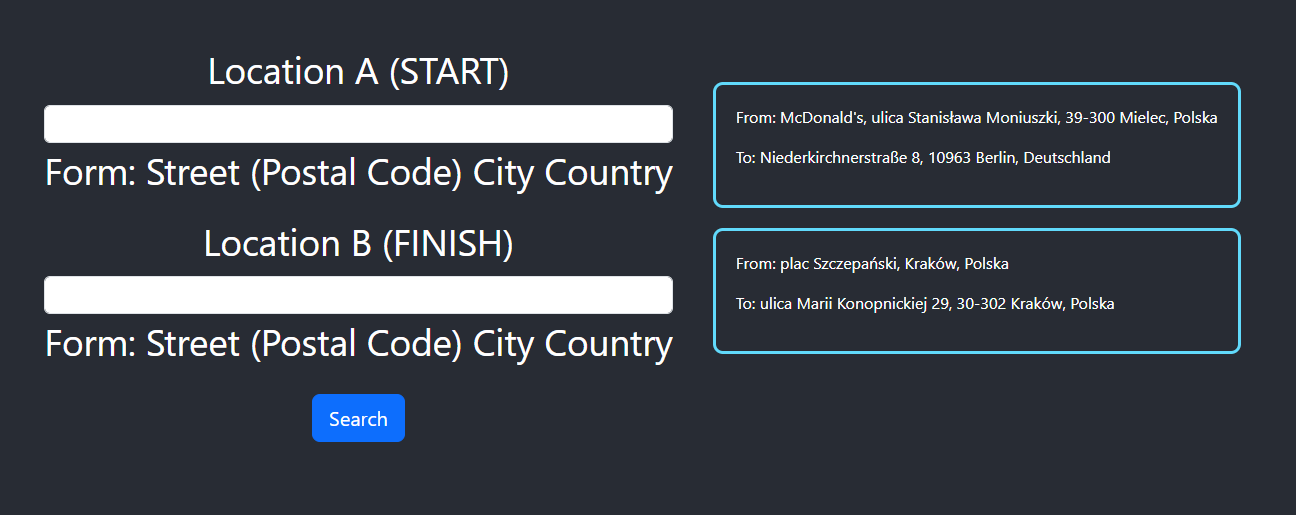 Location A (START)
Form: Street (Postal Code) City Country
Location B (FINISH)
Form: Street (Postal Code) City Country
Search
From: McDonald's, ulica Stanisława Moniuszki, 39-300 Mielec, Polska
To: Niederkirchnerstraße 8, 10963 Berlin, Deutschland
From: plac Szczepański, Kraków, Polska
To: ulica Marii Konopnickiej 29, 30-302 Kraków, Polska